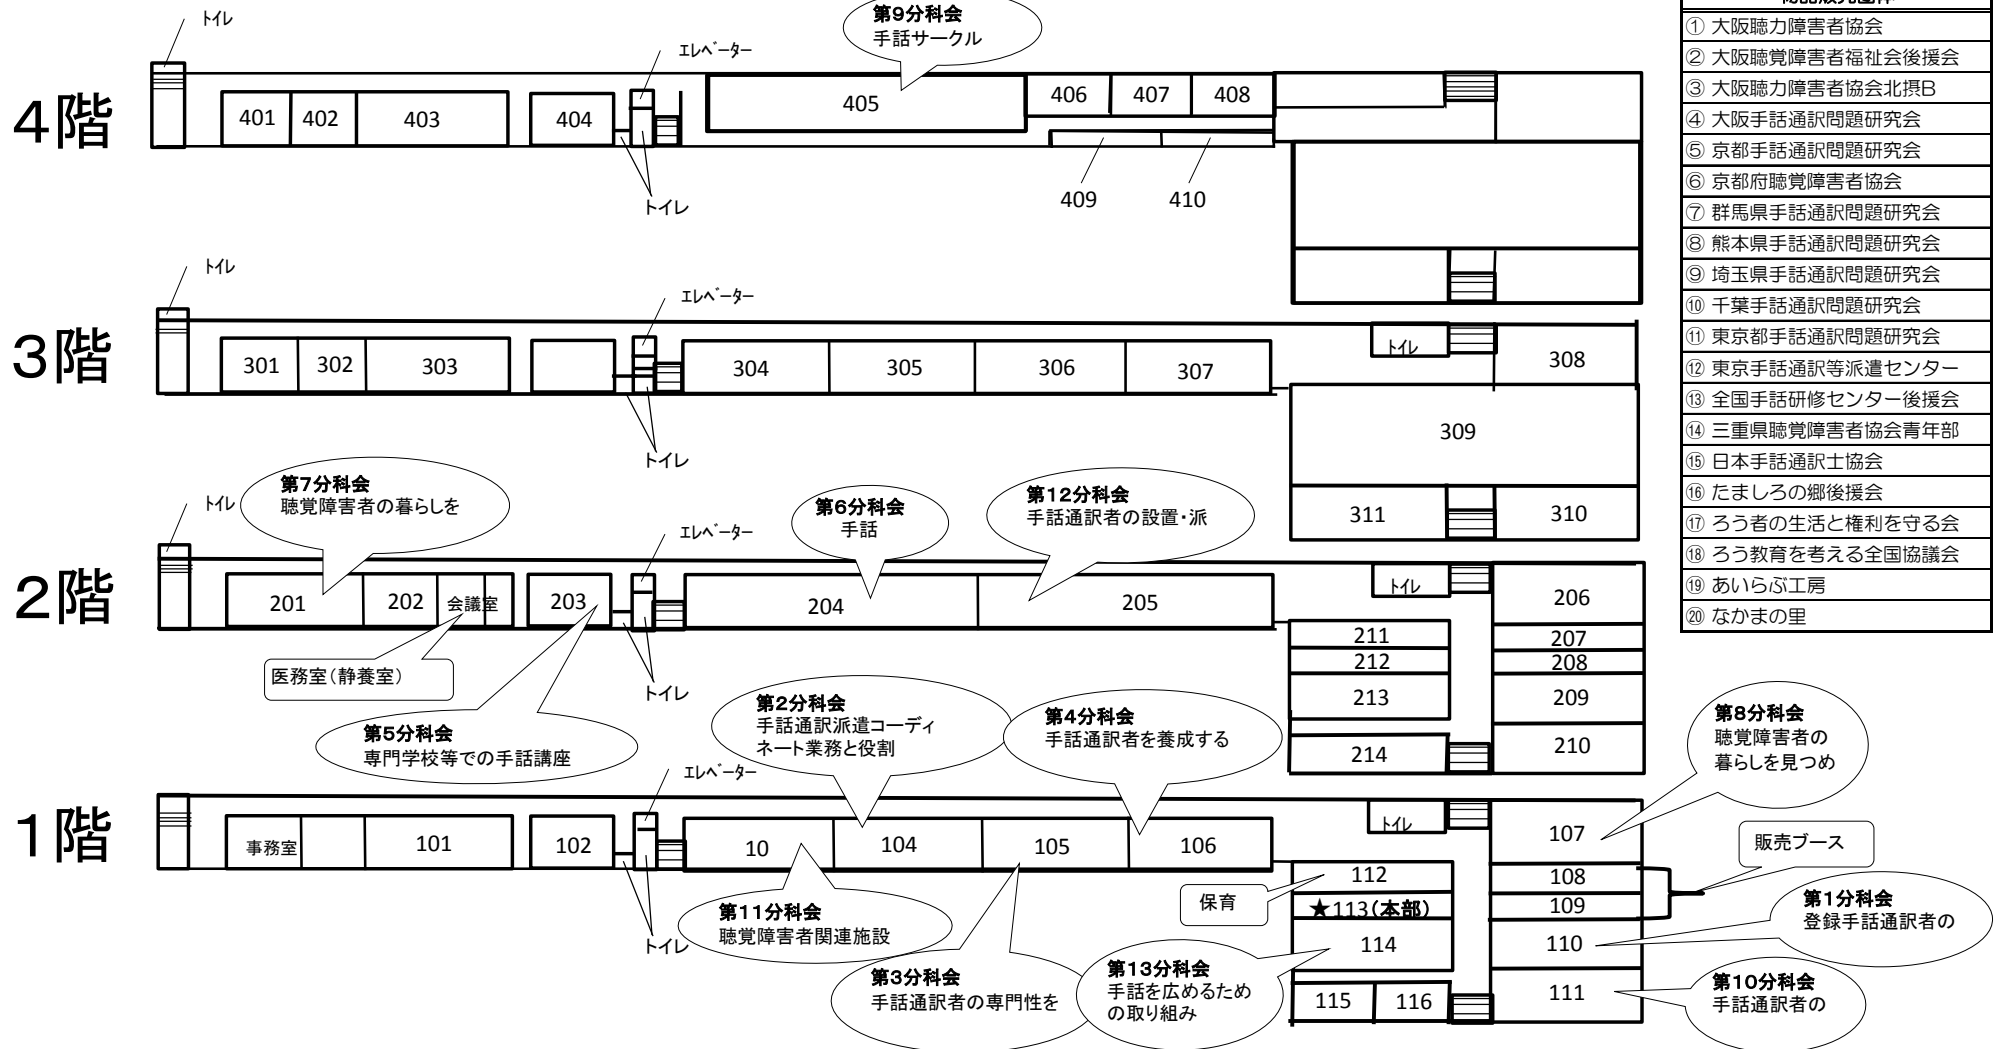 トイレ
エレベーター
第9分科会
手話サークル
4階
401
402
403
404
405
406
407
408
409
410
トイレ
トイレ
エレベーター
3階
301
302
303
304
305
306
307
トイレ
308
309
311
310
トイレ
トイレ
第7分科会
聴覚障害者の暮らしを
第6分科会
手話
第12分科会
手話通訳者の設置・派
エレベーター
2階
201
202
会議室
203
204
205
トイレ
206
207
208
209
210
211
212
213
214
医務室(静養室)
トイレ
第5分科会
専門学校等での手話講座
第2分科会
手話通訳派遣コーディ
ネート業務と役割
第4分科会
手話通訳者を養成する
第8分科会
聴覚障害者の
暮らしを見つめ
エレベーター
1階
事務室
101
102
10
104
105
106
トイレ
107
108
109
110
111
112
★113(本部)
114
115
116
販売ブース
保育
トイレ
第11分科会
聴覚障害者関連施設
第3分科会
手話通訳者の専門性を
第13分科会
手話を広めるため
の取り組み
第1分科会
登録手話通訳者の
第10分科会
手話通訳者の
① 大阪聴力障害者協会
② 大阪聴覚障害者福祉会後援会
③ 大阪聴力障害者協会北摂B
④ 大阪手話通訳問題研究会
⑤ 京都手話通訳問題研究会
⑥ 京都府聴覚障害者協会
⑦ 群馬県手話通訳問題研究会
⑧ 熊本県手話通訳問題研究会
⑨ 埼玉県手話通訳問題研究会
⑩ 千葉手話通訳問題研究会
⑪ 東京都手話通訳問題研究会
⑫ 東京手話通訳等派遣センター
⑬ 全国手話研修センター後援会
⑭ 三重県聴覚障害者協会青年部
⑮ 日本手話通訳士協会
⑯ たましろの郷後援会
⑰ ろう者の生活と権利を守る会
⑱ ろう教育を考える全国協議会
⑲ あいらぶ工房
⑳ なかまの里